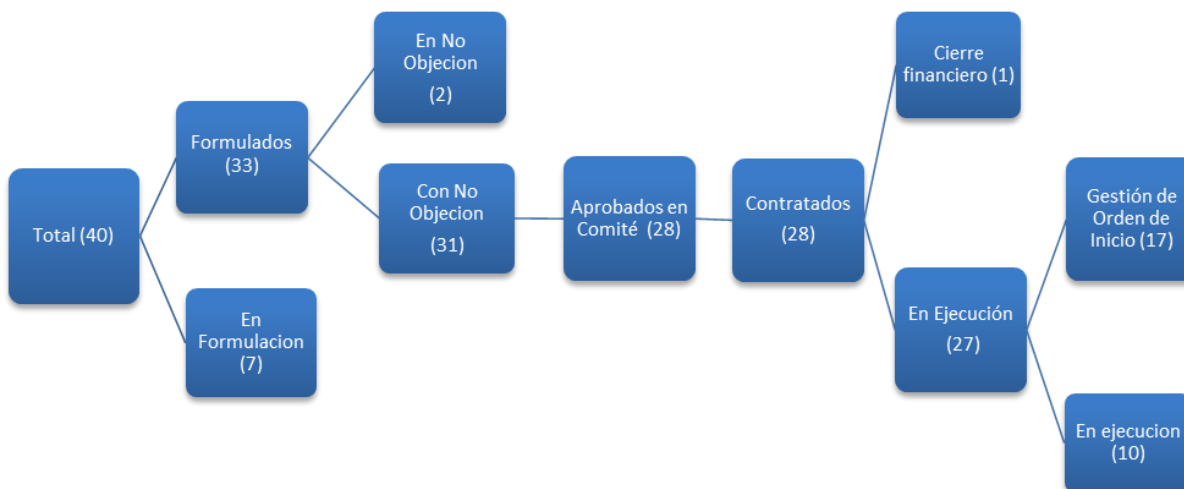 Total (40)
Formulados
(33)
En
Formulacion
(7)
En No
Objecion
(2)
Con No
Objecion
(31)
Aprobados en
Comité (28)
Contratados
(28)
Cierre
financiero (1)
En Ejecución
(27)
Gestión de
Orden de
Inicio (17)
En ejecucion
(10)